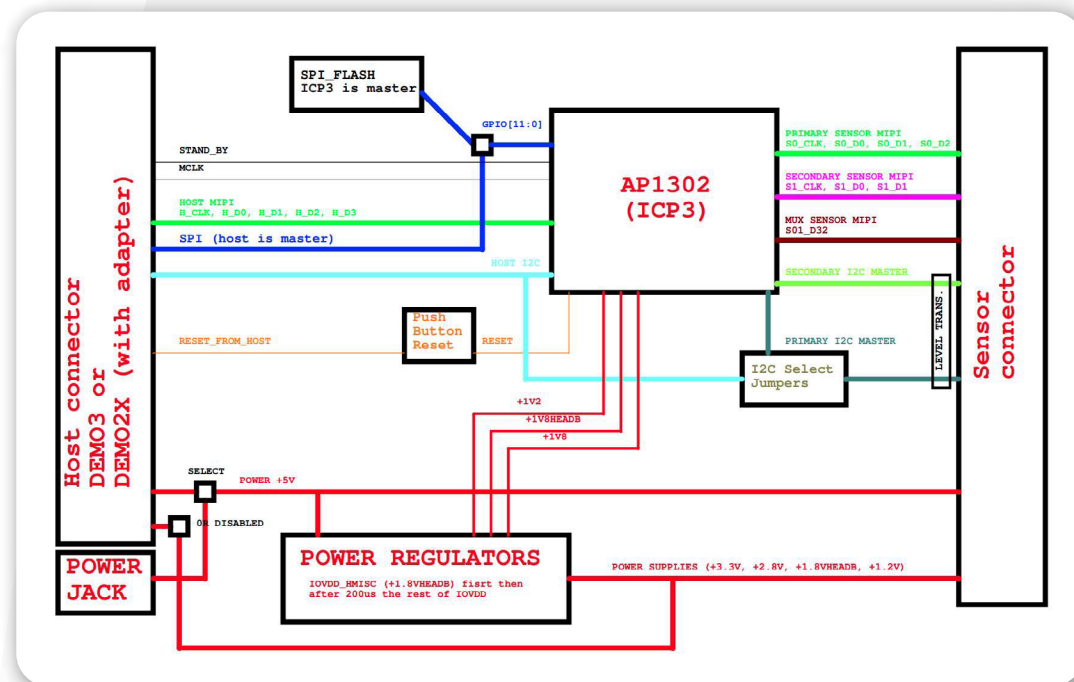 SPI_FLASH
ICP3 is master
GPIO[11:0]
STAND_BY
MCLK
HOST MIPI
H_CLK, H_D0, H_D1, H_D2, H_D3
SPI (host is master)
HOST I2C
AP1302
(ICP3)
PRIMARY SENSOR MIPI
S0_CLK, S0_D0, S0_D1, S0_D2
SECONDARY SENSOR MIPI
S1_CLK, S1_D0, S1_D1
MUX SENSOR MIPI
S01_D32
SECONDARY I2C MASTER
LEVEL TRANS.
PRIMARY I2C MASTER
I2C Select
Jumpers
Sensor
connector
Host connector
DEMO3 or
DEMO2X (with adapter)
RESET_FROM_HOST
Push
Button
Reset
RESET
+1V2
+1V8HEADB
+1V8
SELECT
POWER +5V
0R DISABLED
POWER
JACK
POWER REGULATORS
IOVDD_HMISC (+1.8VHEADB) fisrt then
after 200us the rest of IOVDD
POWER SUPPLIES (+3.3V, +2.8V, +1.8VHEADB, +1.2V)